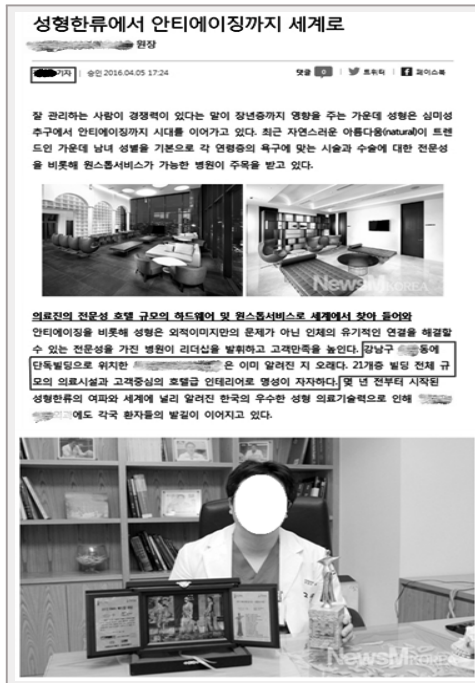 성형한류에서 안티에이징까지 세계로
원장
기자 | 승인 2016.04.05 17:24
댓글 0 트위터 페이스북
잘 관리하는 사람이 경쟁력이 있다는 말이 장년층까지 영향을 주는 가운데 성형은 심미성
추구에서 안티에이징까지 시대를 이어가고 있다. 최근 자연스러운 아름다움(natural)이 트렌
드인 가운데 남녀 성별을 기본으로 각 연령층의 욕구에 맞는 시술과 수술에 대한 전문성
을 비롯해 원스톱서비스가 가능한 병원이 주목을 받고 있다.
NewsMKOREA
의료진의 전문성 호텔 규모의 하드웨어 및 원스톱서비스로 세계에서 찾아 들어와
안티에이징을 비롯해 성형은 외적이미지만의 문제가 아닌 인체의 유기적인 연결을 해결할
수 있는 전문성을 가진 병원이 리더십을 발휘하고 고객만족을 높인다. 강남구 동에
단독빌딩으로 위치한 은 이미 알려진 지 오래다. 21개층 빌딩 전체 규
모의 의료시설과 고객중심의 호텔급 인테리어로 명성이 자자하다. 몇 년 전부터 시작된
성형한류의 여파와 세계에 널리 알려진 한국의 우수한 성형 의료기술력으로 인해
외과에도 각국 환자들의 발길이 이어지고 있다.
NewsMKOREA